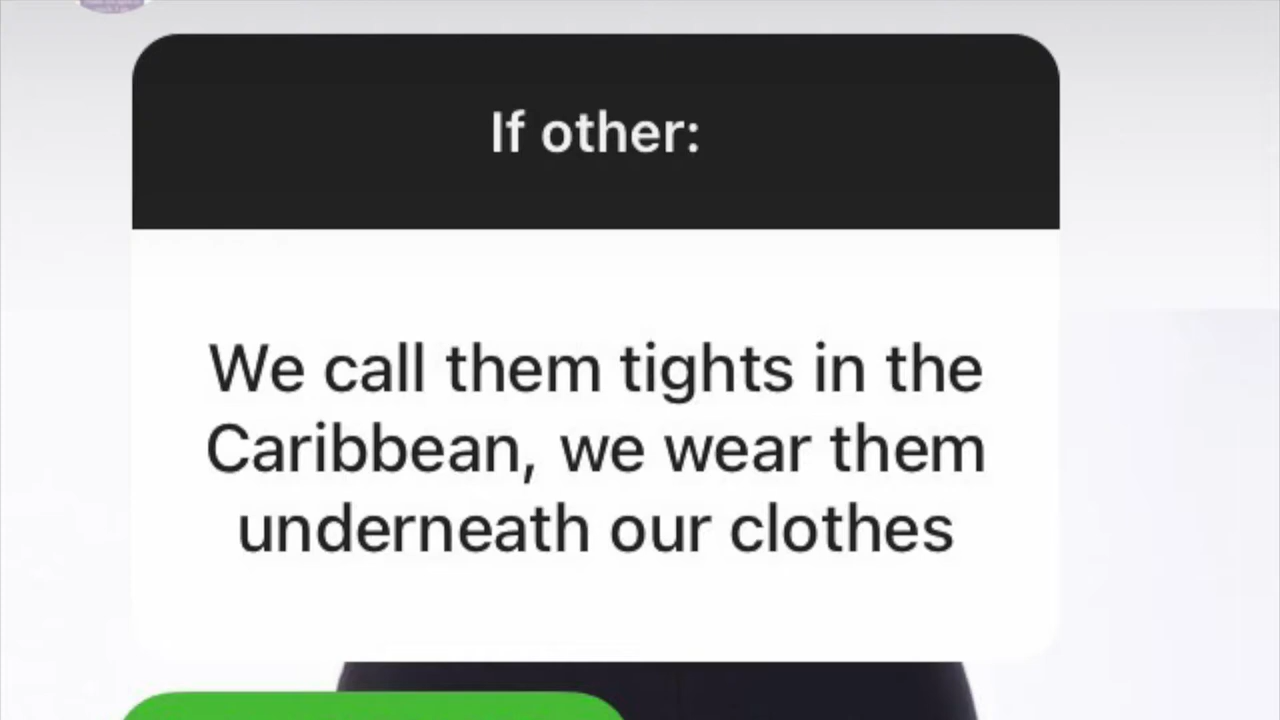 If other:
We call them tights in the
Caribbean, we wear them
underneath our clothes